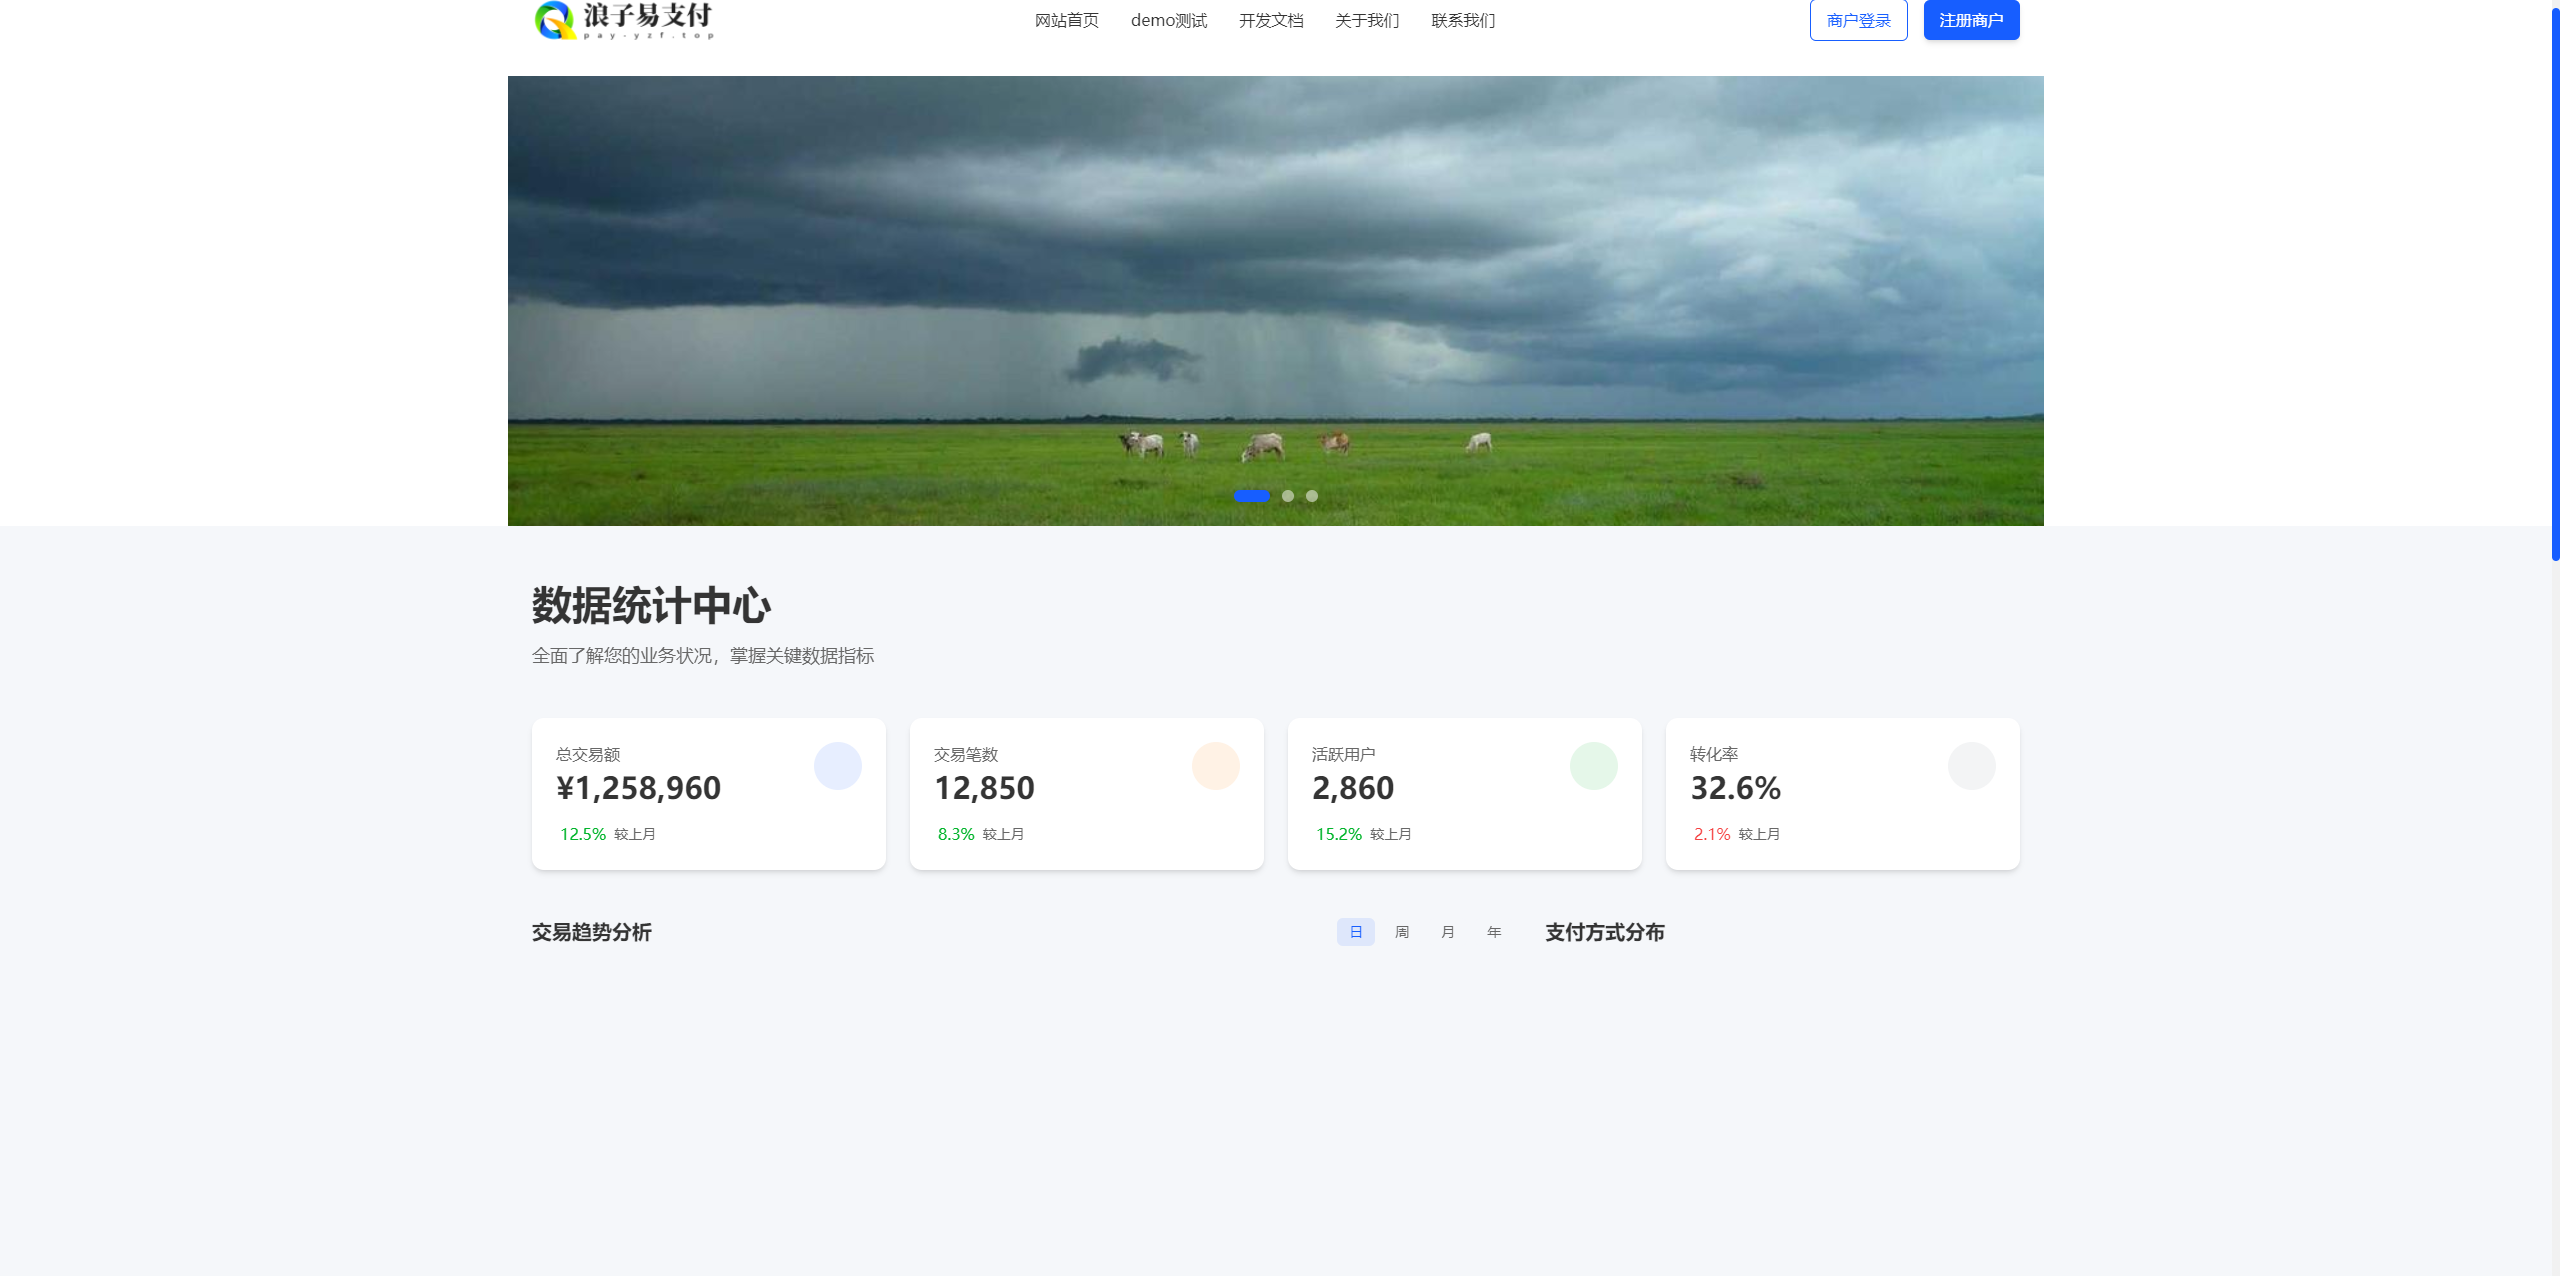 浪子易支付
pay-yzf.top
网站首页 demo测试 开发文档 关于我们 联系我们 商户登录 注册商户
数据统计中心
全面了解您的业务状况，掌握关键数据指标
总交易额
¥1,258,960
12.5% 较上月
交易笔数
12,850
8.3% 较上月
活跃用户
2,860
15.2% 较上月
转化率
32.6%
2.1% 较上月
交易趋势分析 日 周 月 年
支付方式分布